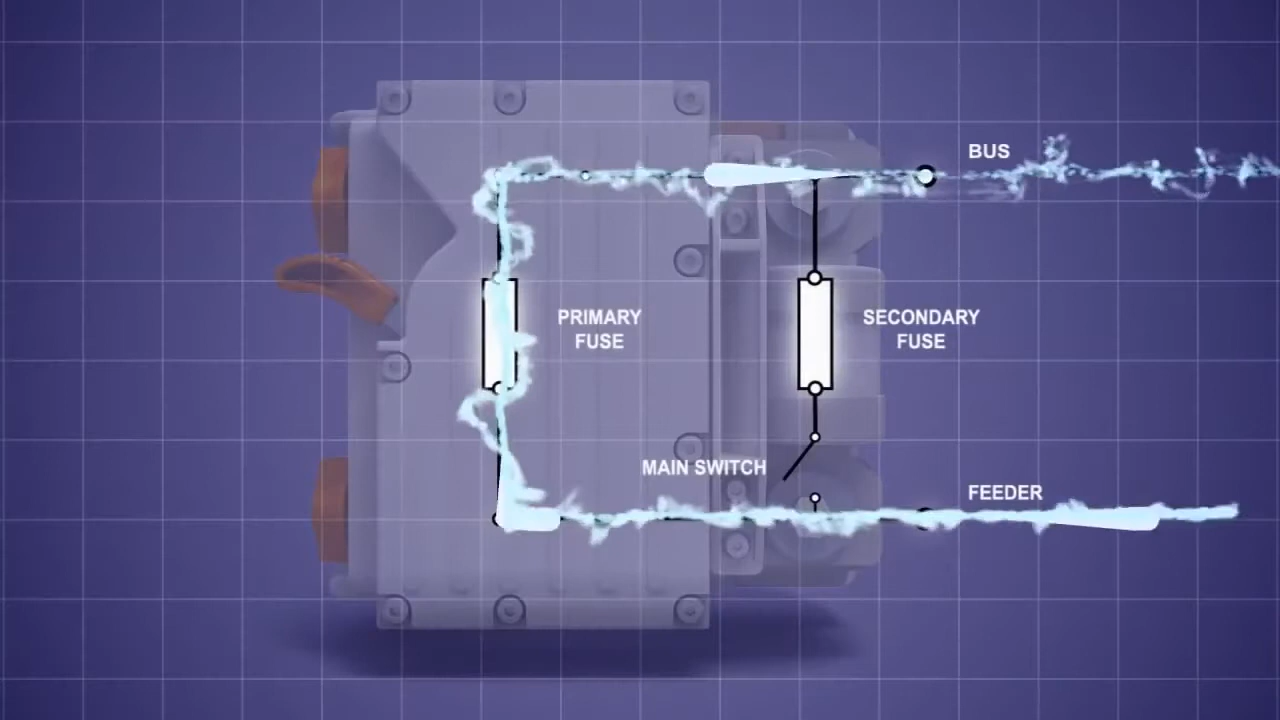 BUS
PRIMARY
FUSE
SECONDARY
FUSE
MAIN SWITCH
FEEDER